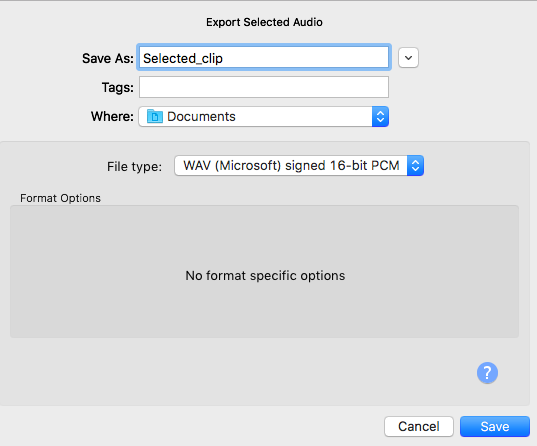 Export Selected Audio
Save As: Selected_clip
Tags:
Where: Documents
File type: WAV (Microsoft) signed 16-bit PCM
Format Options
No format specific options
?
Cancel Save